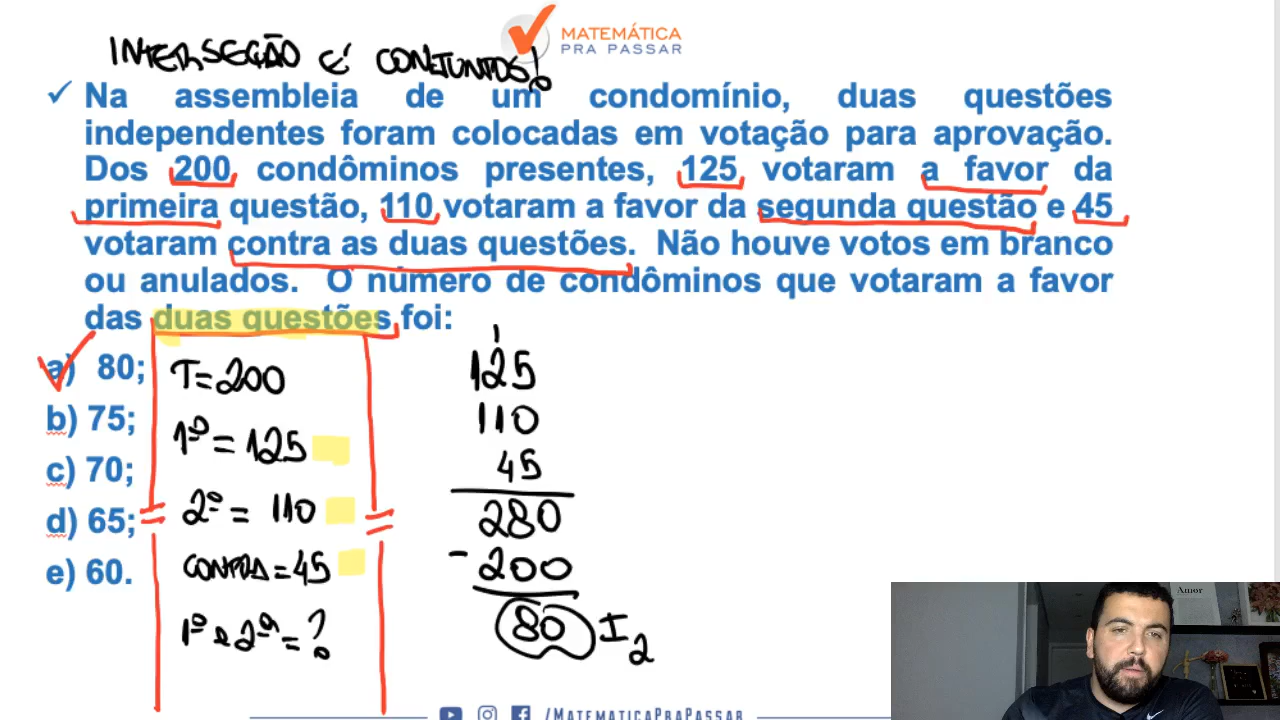 MATEMÁTICA
PRA PASSAR
INTERSEÇÃO E CONJUNTOS!
✓ Na assembleia de um condomínio, duas questões
independentes foram colocadas em votação para aprovação.
Dos 200 condôminos presentes, 125 votaram a favor da
primeira questão, 110 votaram a favor da segunda questão e 45
votaram contra as duas questões. Não houve votos em branco
ou anulados. O número de condôminos que votaram a favor
das duas questões foi:
a) 80;
b) 75;
c) 70;
d) 65;
e) 60.
T=200
1º = 125
2º = 110
CONTRA = 45
1º e 2º = ?
1
125
110
45
280
- 200
80 I2
Amor
/MatematicaPraPassar